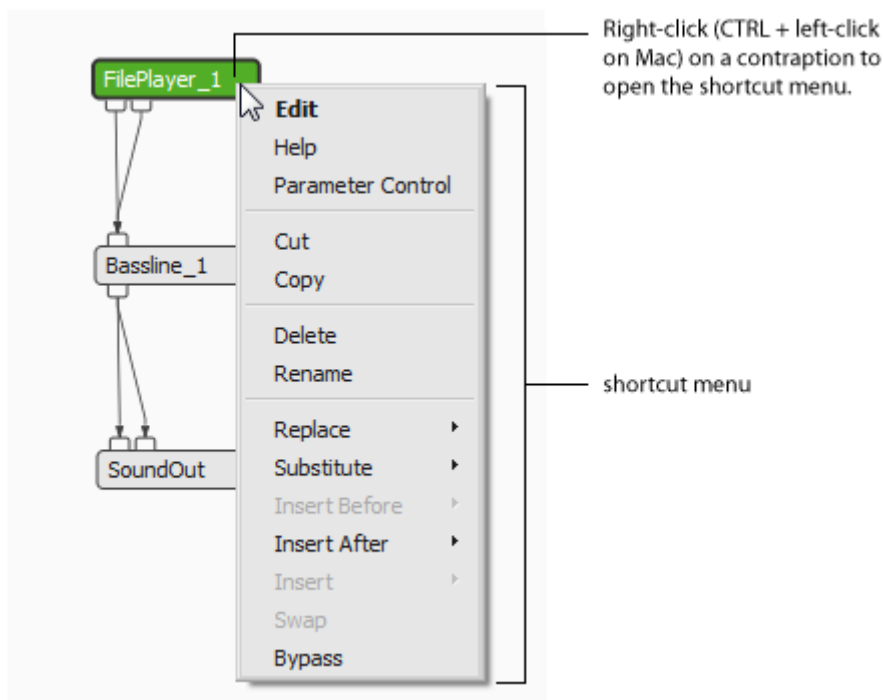 Right-click (CTRL + left-click
on Mac) on a contraption to
open the shortcut menu.
FilePlayer_1
Edit
Help
Parameter Control
Cut
Copy
Bassline_1
Delete
Rename
shortcut menu
Replace
Substitute
SoundOut
Insert Before
Insert After
Insert
Swap
Bypass